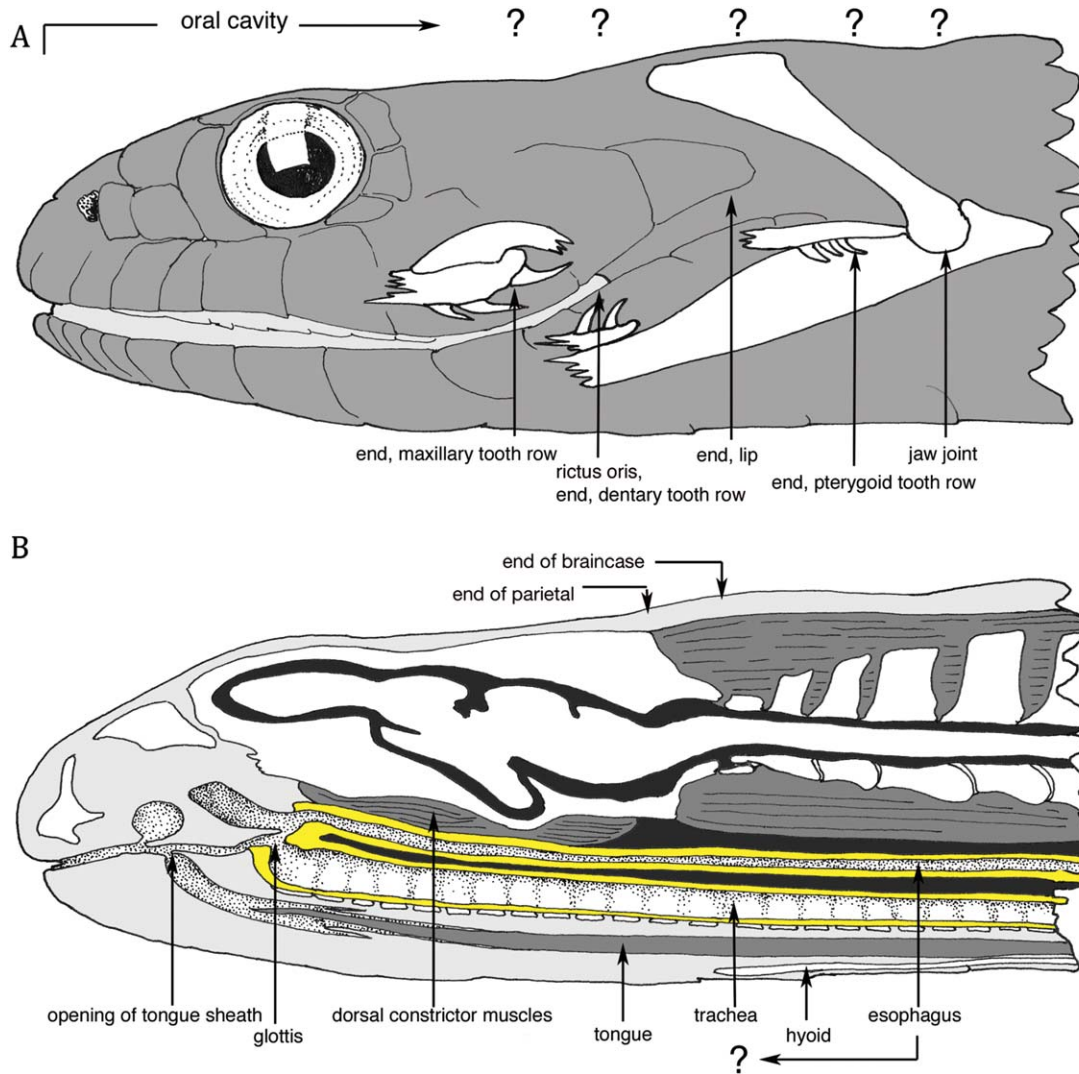 A
oral cavity ? ? ? ? ?
end, maxillary tooth row
rictus oris,
end, dentary tooth row
end, lip
end, pterygoid tooth row
jaw joint
B
end of braincase
end of parietal
opening of tongue sheath
glottis
dorsal constrictor muscles
tongue
trachea
hyoid
esophagus
?